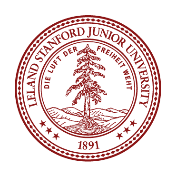 LELAND STANFORD JUNIOR UNIVERSITY
DIE LUFT DER FREIHEIT WEHT
1891